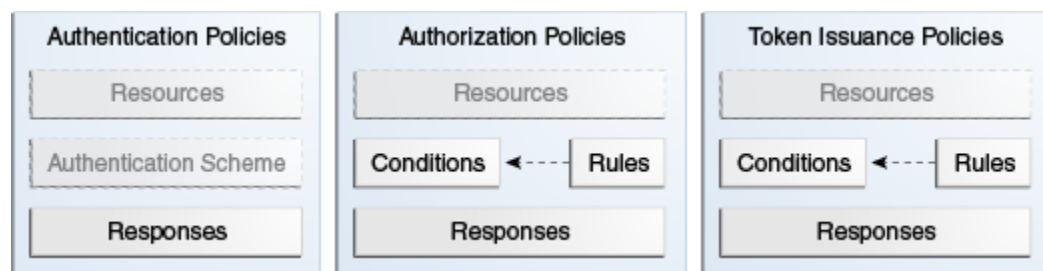 Authentication Policies
Resources
Authentication Scheme
Responses
Authorization Policies
Resources
Conditions Rules
Responses
Token Issuance Policies
Resources
Conditions Rules
Responses